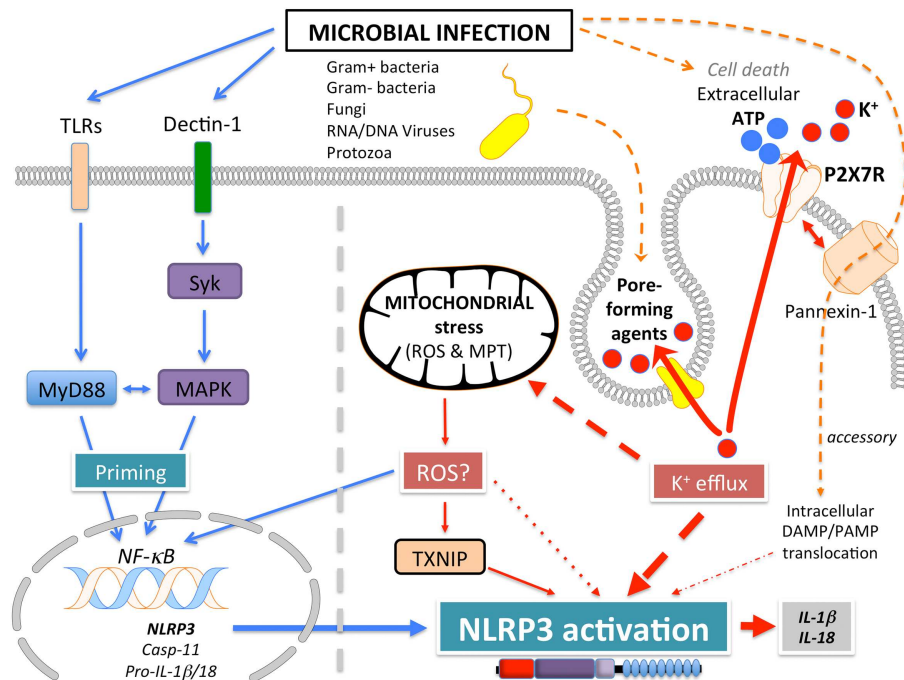 MICROBIAL INFECTION
Gram+ bacteria
Gram- bacteria
Fungi
RNA/DNA Viruses
Protozoa
TLRs
Dectin-1
Cell death
Extracellular
ATP
K⁺
P2X7R
Pannexin-1
Syk
MyD88
MAPK
Priming
MITOCHONDRIAL
stress
(ROS & MPT)
Pore-
forming
agents
ROS?
K⁺ efflux
accessory
Intracellular
DAMP/PAMP
translocation
TXNIP
NF-κB
NLRP3
Casp-11
Pro-IL-1β/18
NLRP3 activation
IL-1β
IL-18